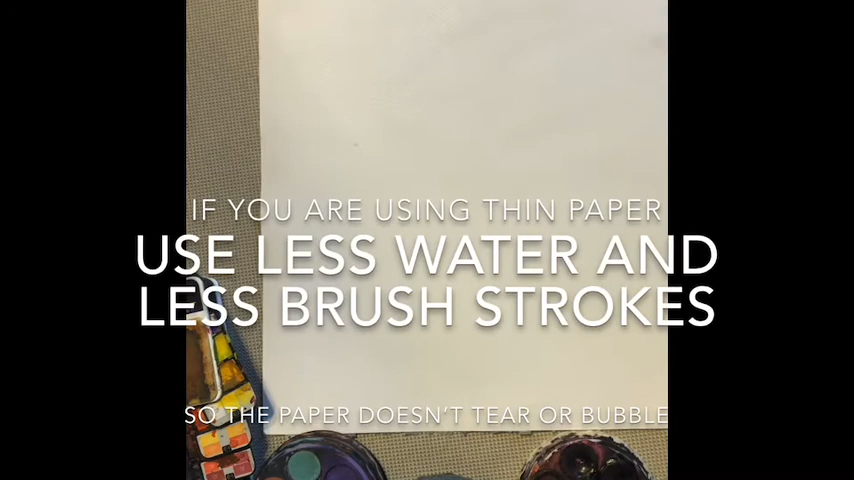 IF YOU ARE USING THIN PAPER
USE LESS WATER AND
LESS BRUSH STROKES
SO THE PAPER DOESN'T TEAR OR BUBBLE